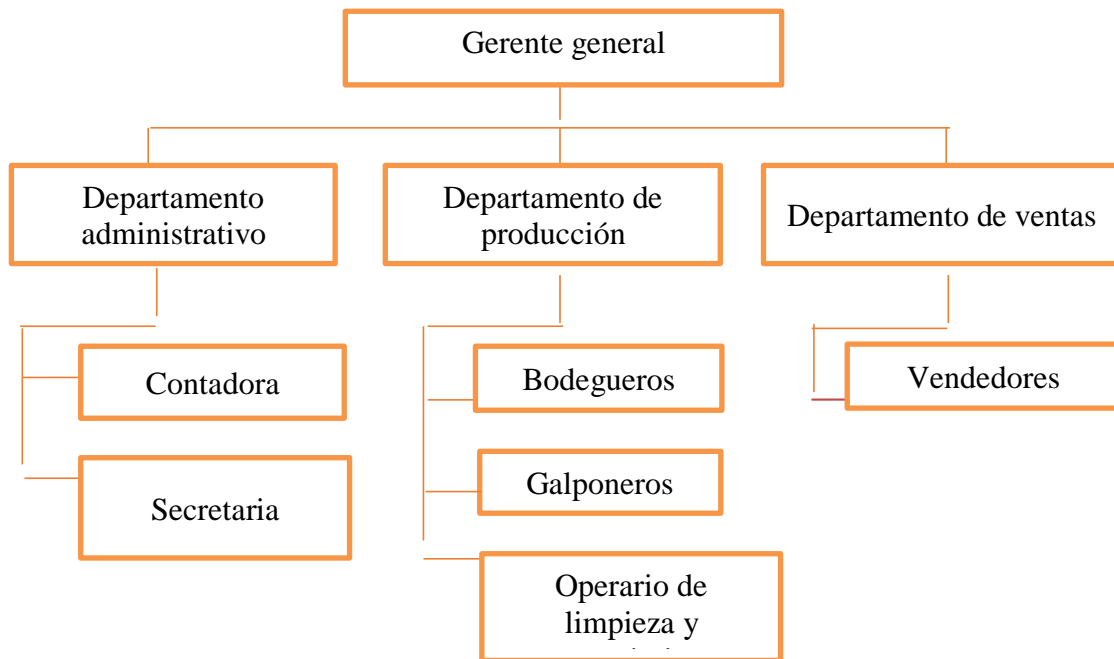 Gerente general
Departamento
administrativo
Departamento de
producción
Departamento de ventas
Contadora
Secretaria
Bodegueros
Galponeros
Operario de
limpieza y
Vendedores